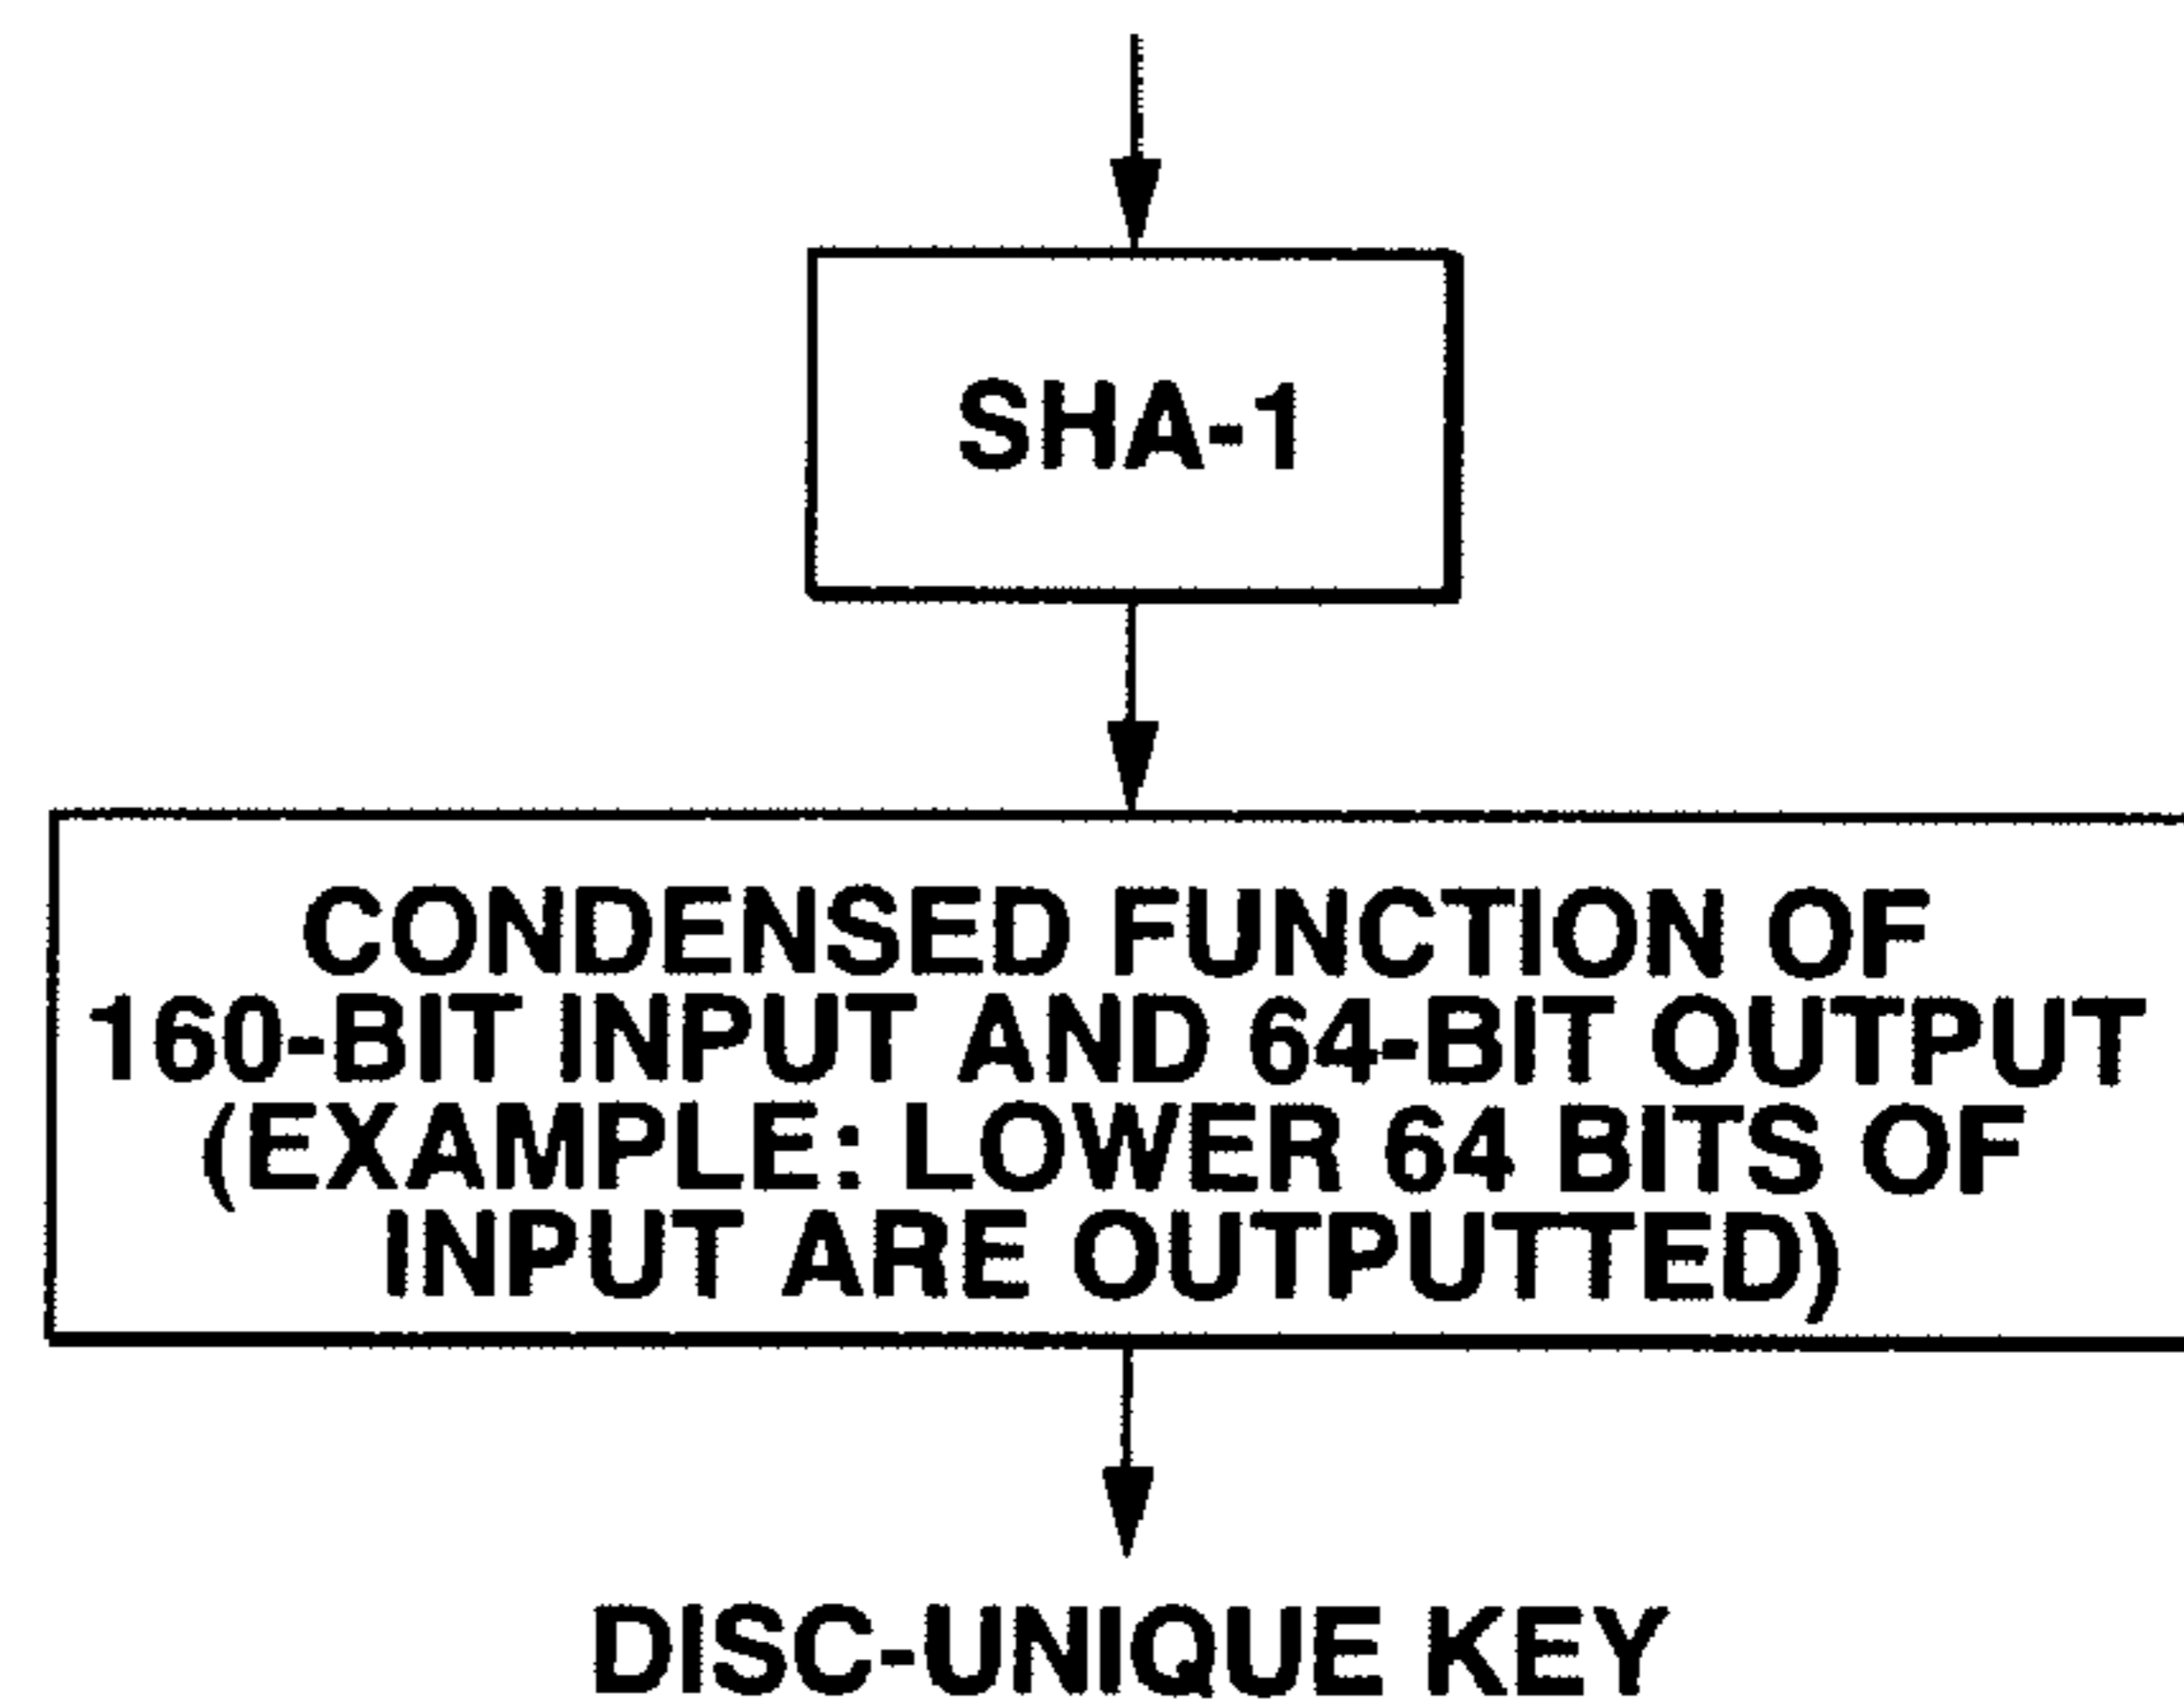 SHA-1
CONDENSED FUNCTION OF
160-BIT INPUT AND 64-BIT OUTPUT
(EXAMPLE: LOWER 64 BITS OF
INPUT ARE OUTPUTTED)
DISC-UNIQUE KEY